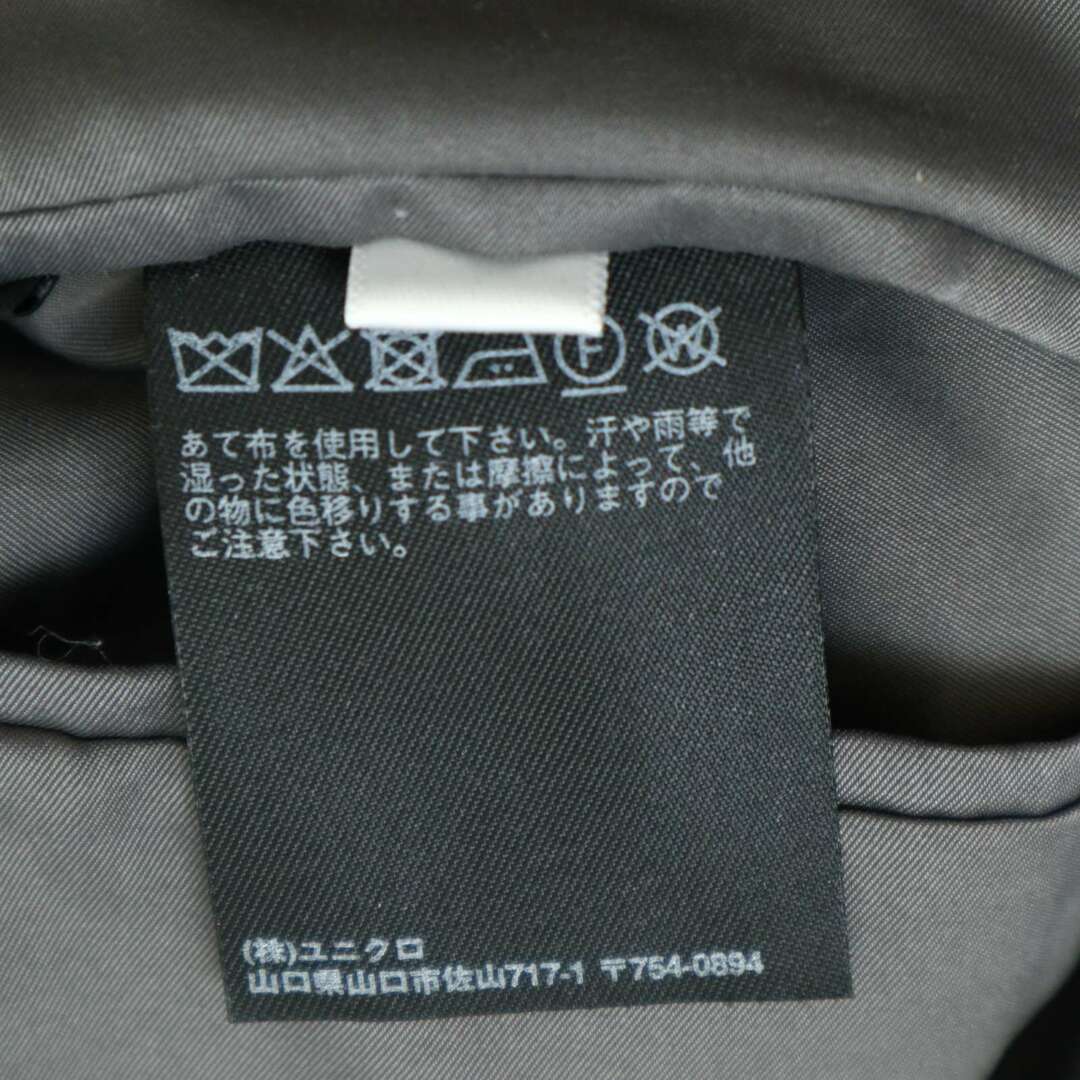 F W
あて布を使用して下さい。汗や雨等で
湿った状態、または摩擦によって、他
の物に色移りする事がありますので
ご注意下さい。
(株)ユニクロ
山口県山口市佐山717-1 〒754-0894